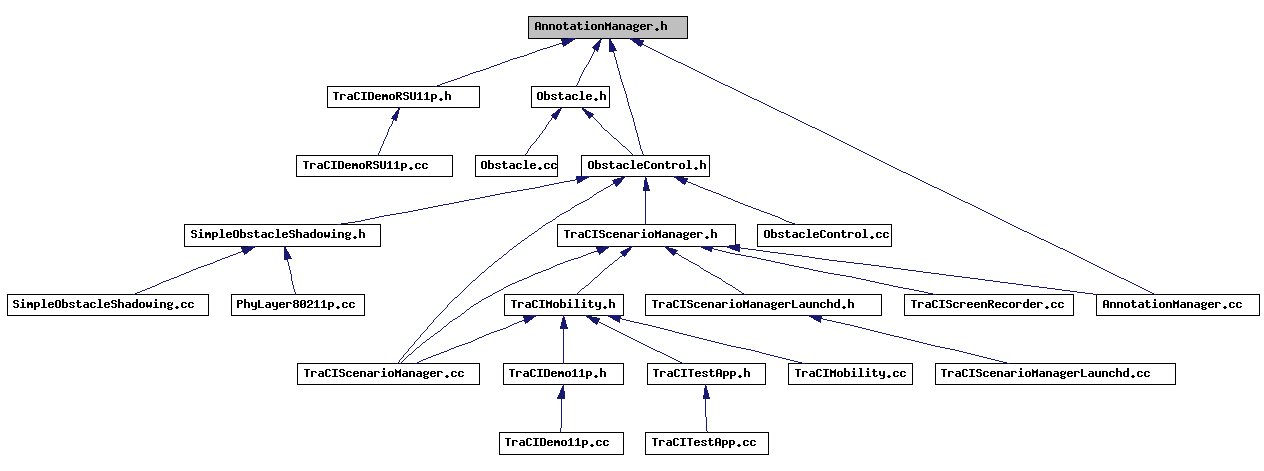 AnnotationManager.h
TraCIDemoRSU11p.h
Obstacle.h
TraCIDemoRSU11p.cc
Obstacle.cc
ObstacleControl.h
SimpleObstacleShadowing.h
TraCIScenarioManager.h
ObstacleControl.cc
SimpleObstacleShadowing.cc
PhyLayer80211p.cc
TraCIMobility.h
TraCIScenarioManagerLaunchd.h
TraCIScreenRecorder.cc
AnnotationManager.cc
TraCIScenarioManager.cc
TraCIDemo11p.h
TraCITestApp.h
TraCIMobility.cc
TraCIScenarioManagerLaunchd.cc
TraCIDemo11p.cc
TraCITestApp.cc